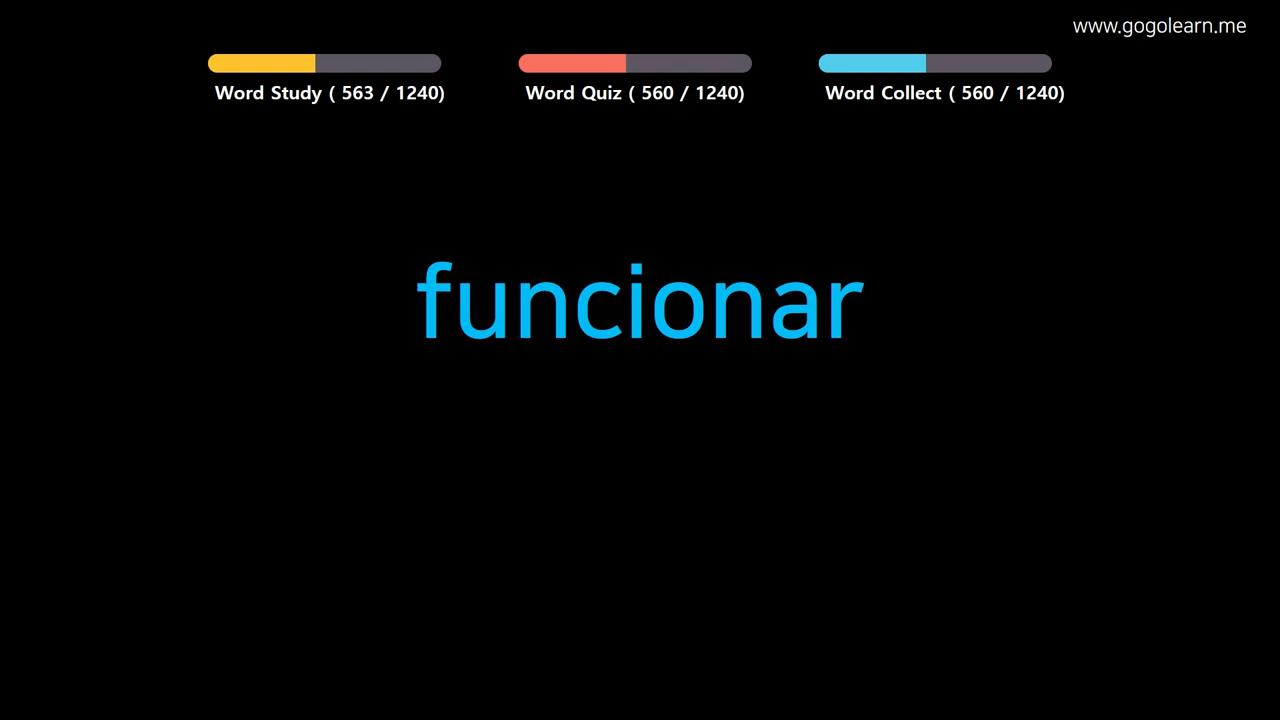 www.gogolearn.me
Word Study ( 563 / 1240)
Word Quiz ( 560 / 1240)
Word Collect ( 560 / 1240)
funcionar